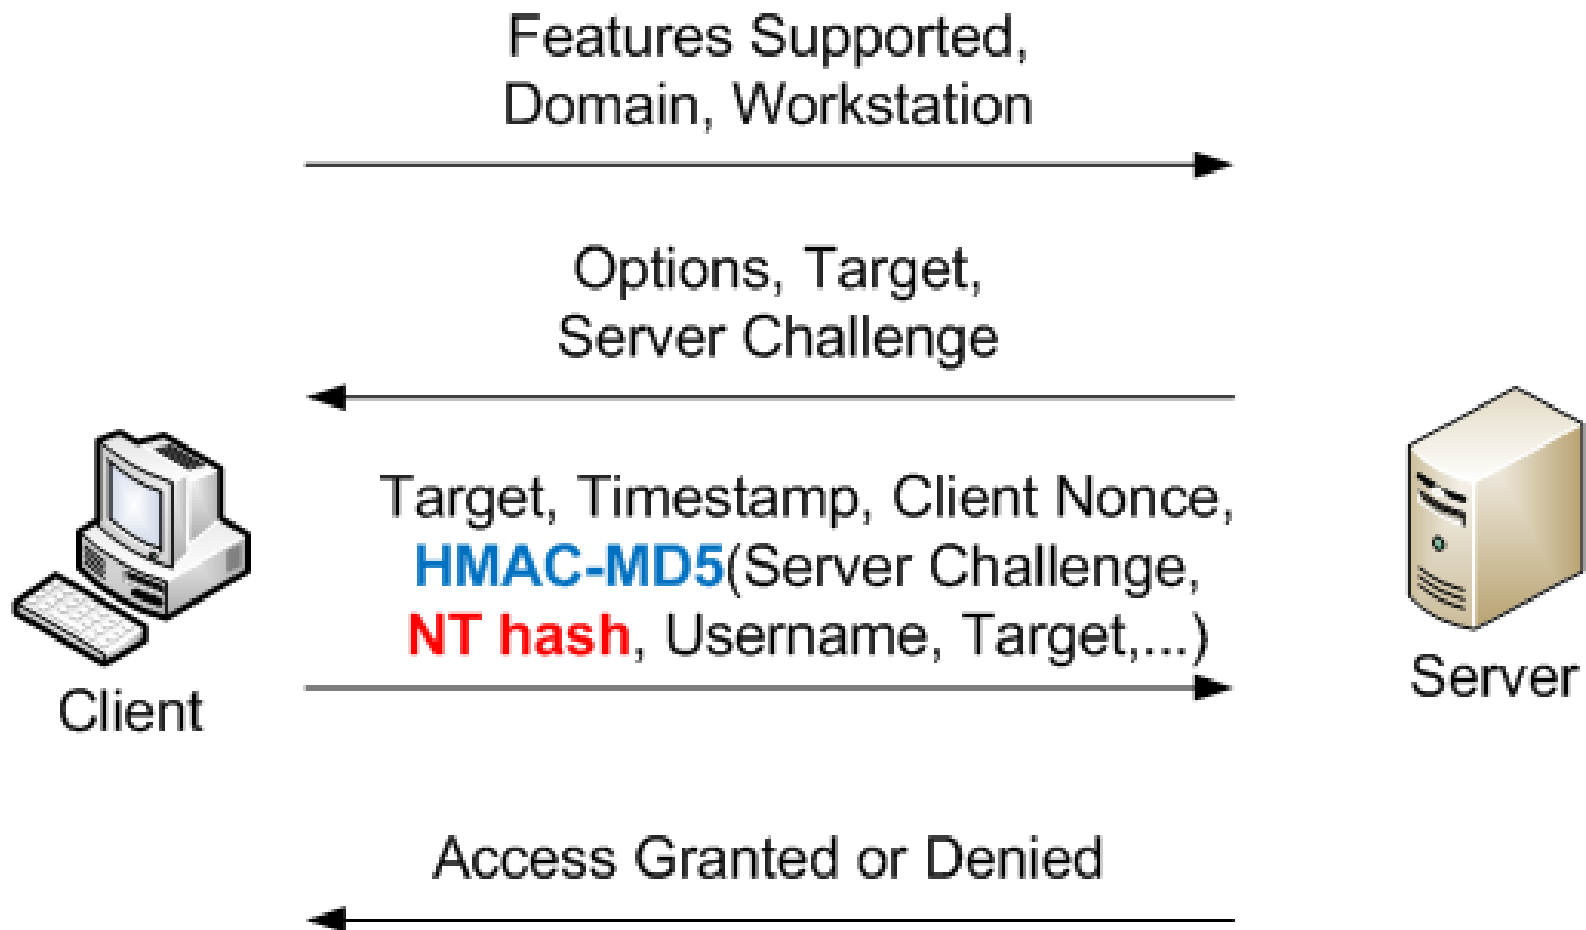 Features Supported,
Domain, Workstation
Options, Target,
Server Challenge
Target, Timestamp, Client Nonce,
HMAC-MD5(Server Challenge,
NT hash, Username, Target,...)
Client
Server
Access Granted or Denied